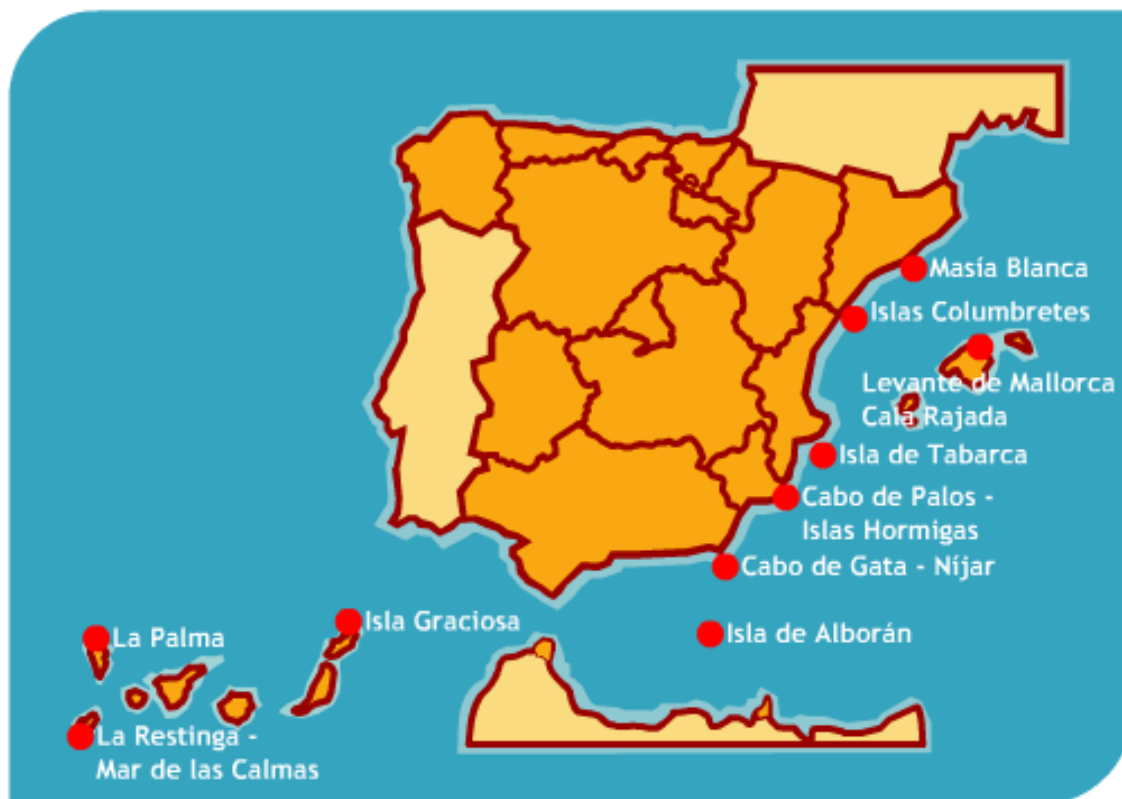 Masía Blanca
Islas Columbretes
Levante de Mallorca
Cala Rajada
Isla de Tabarca
Cabo de Palos -
Islas Hormigas
Cabo de Gata - Níjar
Isla Graciosa
La Palma
Isla de Alborán
La Restinga -
Mar de las Calmas